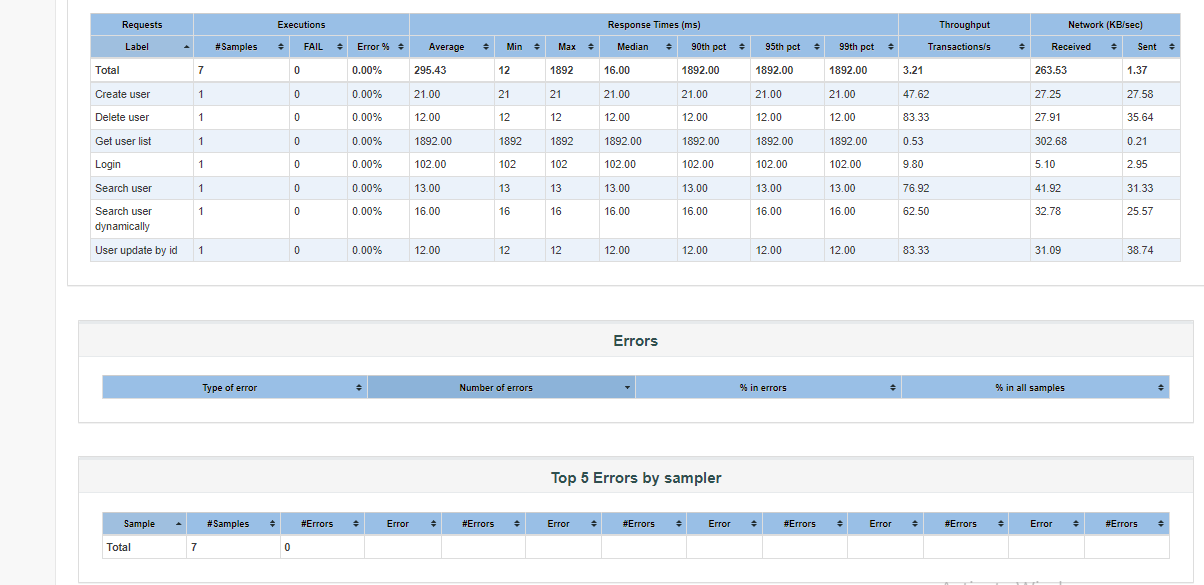 Requests Executions Response Times (ms) Throughput Network (KB/sec)
Label #Samples FAIL Error % Average Min Max Median 90th pct 95th pct 99th pct Transactions/s Received Sent
Total 7 0 0.00% 295.43 12 1892 16.00 1892.00 1892.00 1892.00 3.21 263.53 1.37
Create user 1 0 0.00% 21.00 21 21 21.00 21.00 21.00 21.00 47.62 27.25 27.58
Delete user 1 0 0.00% 12.00 12 12 12.00 12.00 12.00 12.00 83.33 27.91 35.64
Get user list 1 0 0.00% 1892.00 1892 1892 1892.00 1892.00 1892.00 1892.00 0.53 302.68 0.21
Login 1 0 0.00% 102.00 102 102 102.00 102.00 102.00 102.00 9.80 5.10 2.95
Search user 1 0 0.00% 13.00 13 13 13.00 13.00 13.00 13.00 76.92 41.92 31.33
Search user 1 0 0.00% 16.00 16 16 16.00 16.00 16.00 16.00 62.50 32.78 25.57
dynamically
User update by id 1 0 0.00% 12.00 12 12 12.00 12.00 12.00 12.00 83.33 31.09 38.74
Errors
Type of error Number of errors % in errors % in all samples
Top 5 Errors by sampler
Sample #Samples #Errors Error #Errors Error #Errors Error #Errors Error #Errors Error #Errors
Total 7 0